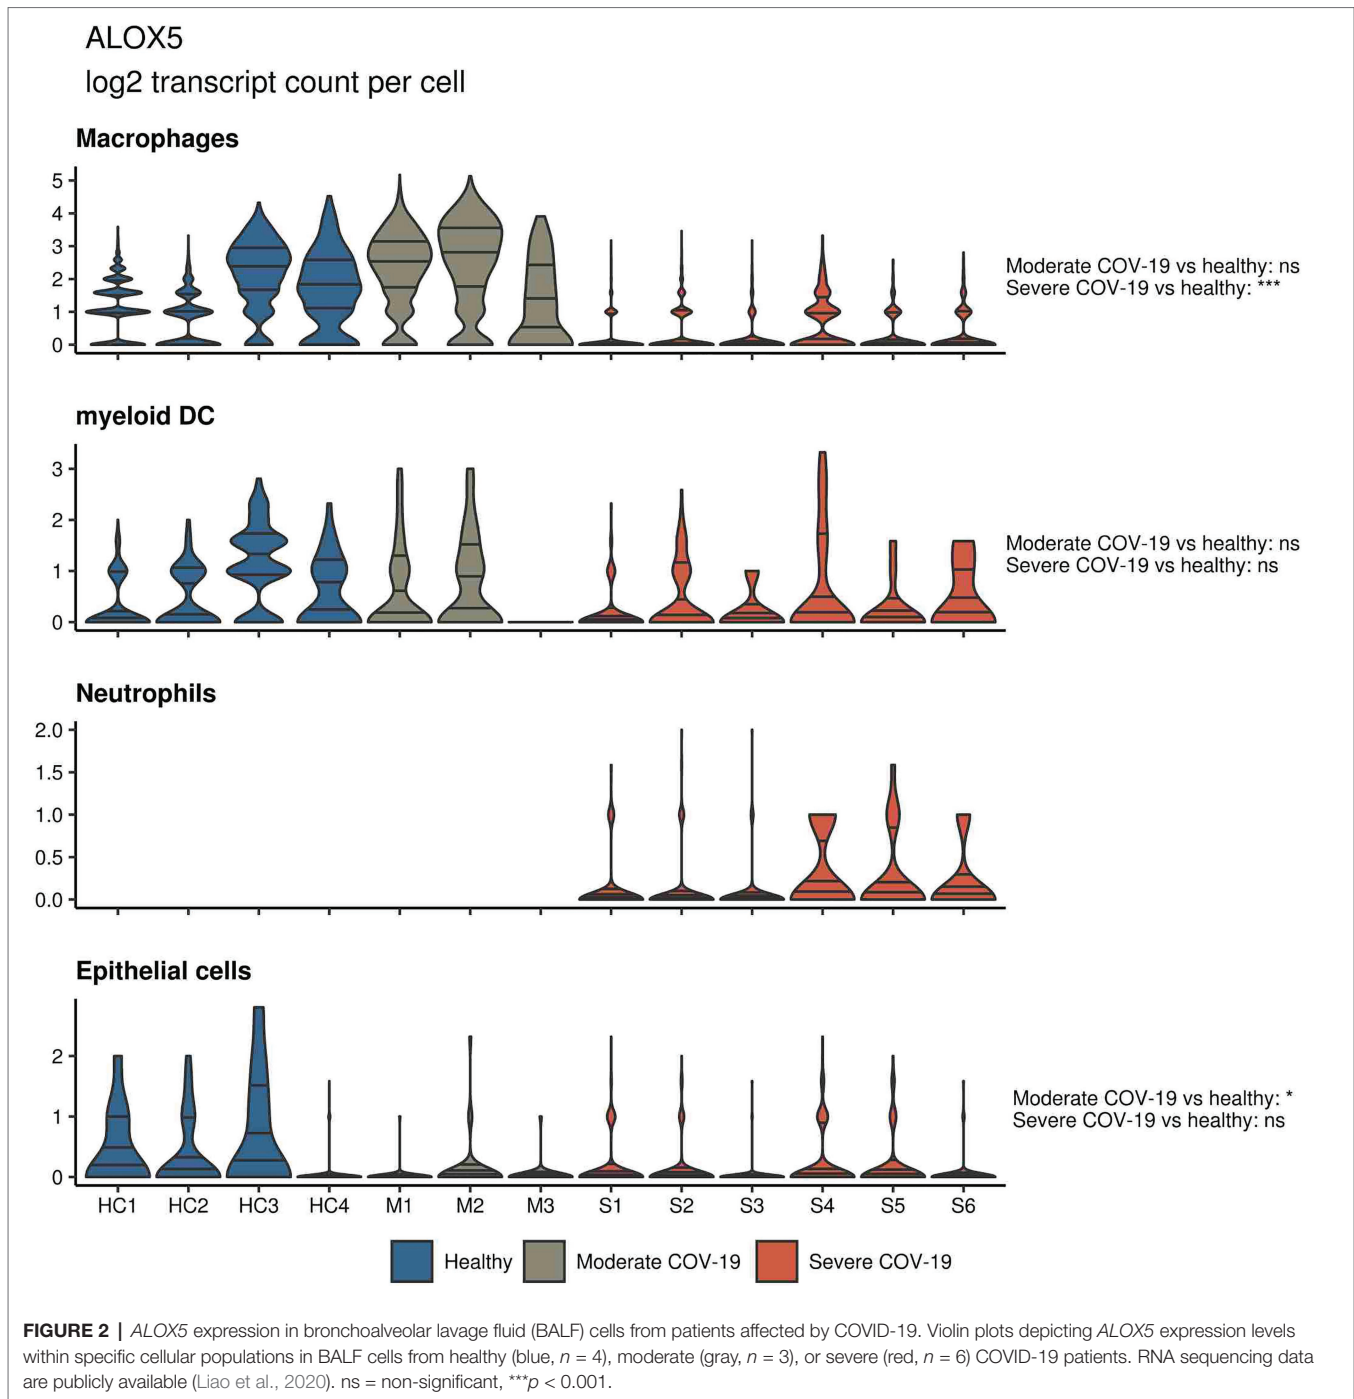 ALOX5
log2 transcript count per cell
Macrophages
5
4
3
2
1
0
Moderate COV-19 vs healthy: ns
Severe COV-19 vs healthy: ***
myeloid DC
3
2
1
0
Moderate COV-19 vs healthy: ns
Severe COV-19 vs healthy: ns
Neutrophils
2.0
1.5
1.0
0.5
0.0
Epithelial cells
2
1
0
Moderate COV-19 vs healthy: *
Severe COV-19 vs healthy: ns
HC1 HC2 HC3 HC4 M1 M2 M3 S1 S2 S3 S4 S5 S6
Healthy Moderate COV-19 Severe COV-19
FIGURE 2 | ALOX5 expression in bronchoalveolar lavage fluid (BALF) cells from patients affected by COVID-19. Violin plots depicting ALOX5 expression levels
within specific cellular populations in BALF cells from healthy (blue, n = 4), moderate (gray, n = 3), or severe (red, n = 6) COVID-19 patients. RNA sequencing data
are publicly available (Liao et al., 2020). ns = non-significant, ***p < 0.001.